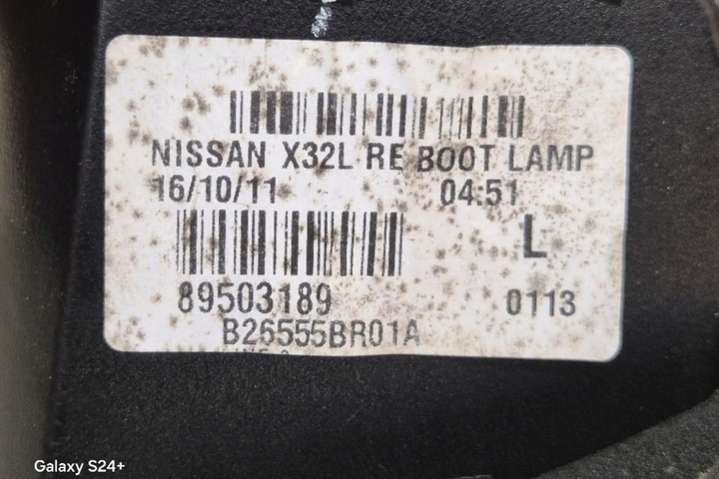 NISSAN X32L RE BOOT LAMP
16/10/11 04:51
L
89503189 0113
B26555BR01A
Galaxy S24+